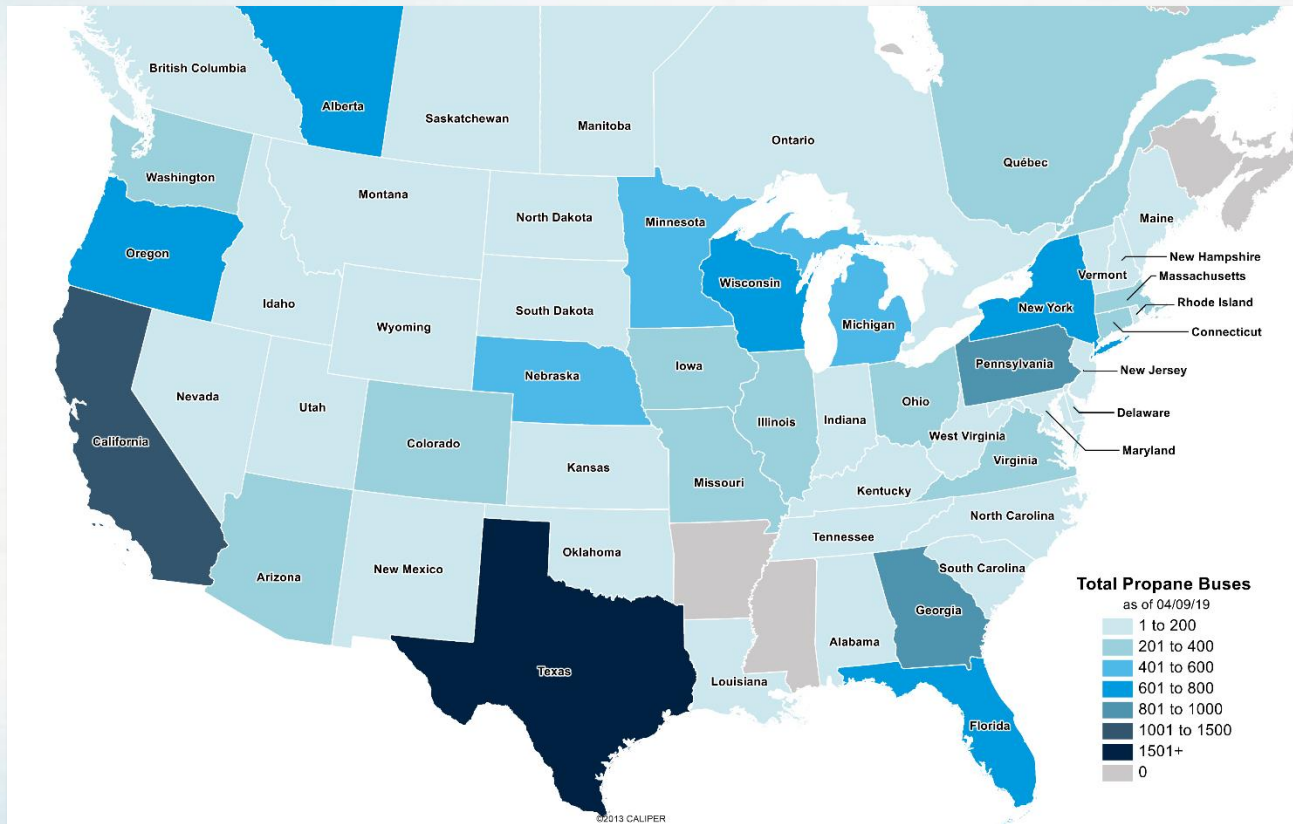 British Columbia
Alberta
Saskatchewan
Manitoba
Ontario
Québec
Washington
Montana
North Dakota
Minnesota
Maine
Oregon
Idaho
Wyoming
South Dakota
Wisconsin
Michigan
New York
Vermont
New Hampshire
Massachusetts
Rhode Island
Connecticut
Nebraska
Iowa
Pennsylvania
New Jersey
Nevada
Utah
Colorado
Illinois
Indiana
Ohio
Delaware
California
Kansas
Missouri
West Virginia
Virginia
Maryland
Kentucky
North Carolina
Tennessee
Arizona
New Mexico
Oklahoma
South Carolina
Georgia
Alabama
Texas
Louisiana
Florida
Total Propane Buses
as of 04/09/19
1 to 200
201 to 400
401 to 600
601 to 800
801 to 1000
1001 to 1500
1501+
0
©2013 CALIPER